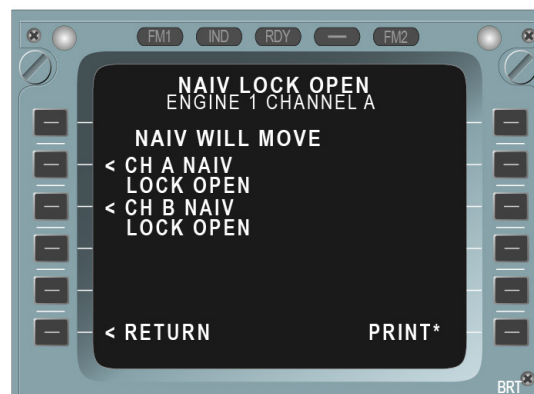 FM1 IND RDY — FM2
NAIV LOCK OPEN
ENGINE 1 CHANNEL A
NAIV WILL MOVE
< CH A NAIV
LOCK OPEN
< CH B NAIV
LOCK OPEN
< RETURN PRINT*
BRT